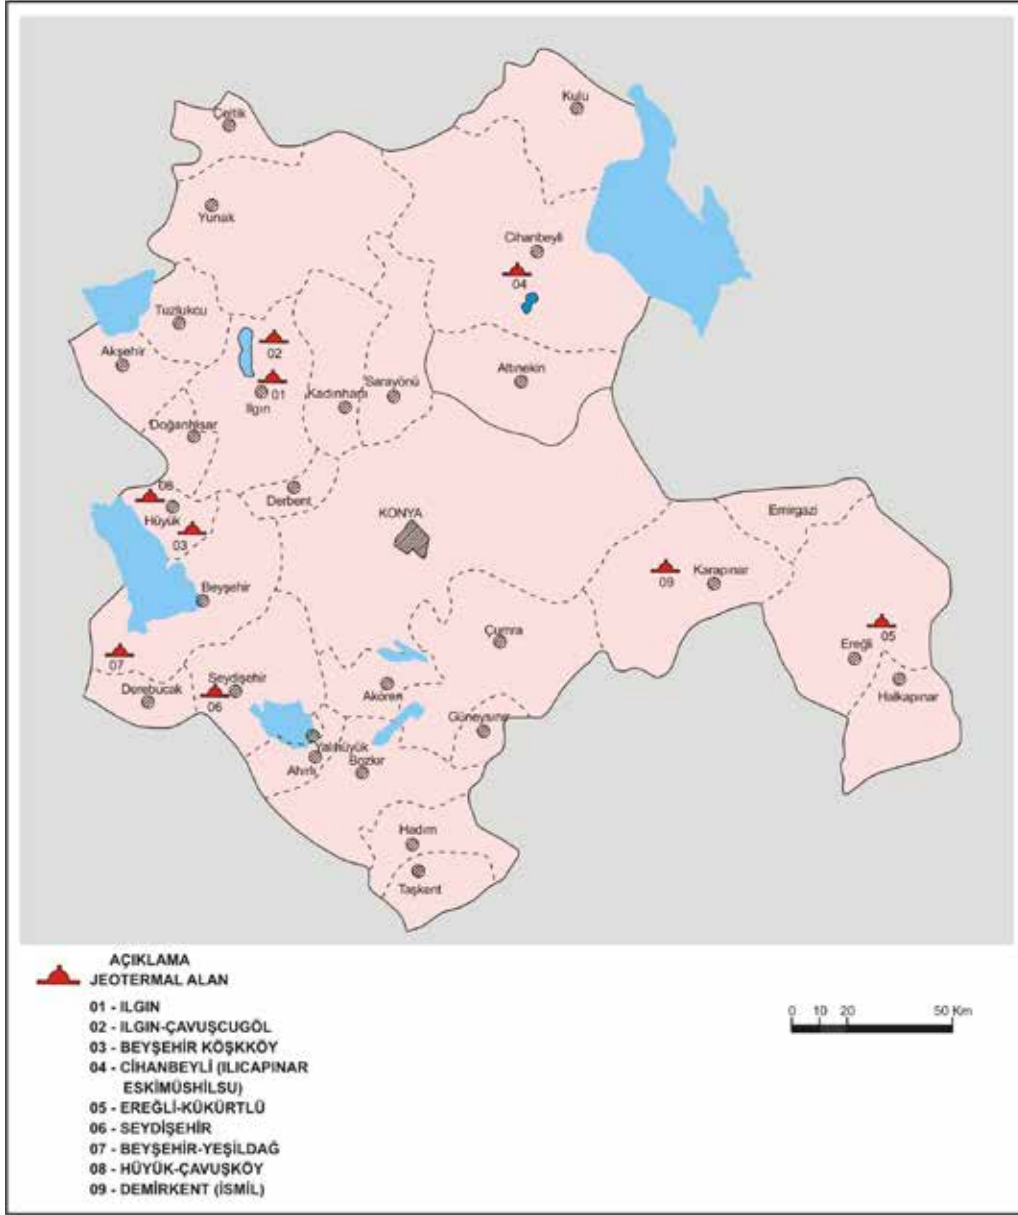 Kulu
Çeltik
Yunak
Cihanbeyli
04
Tuzlukcu
02
Akşehir
Altınekin
01
Ilgın
Kadınhanı
Sarayönü
Doğanhisar
08
Derbent
Hüyük
03
KONYA
Emirgazi
09
Karapınar
Beyşehir
Çumra
05
Ereğli
07
Seydişehir
06
Derebucak
Akören
Halkapınar
Güneysınır
Yalıhüyük
Ahırlı
Bozkır
Hadım
Taşkent
AÇIKLAMA
JEOTERMAL ALAN
01 - ILGIN
02 - ILGIN-ÇAVUŞCUGÖL
03 - BEYŞEHİR KÖŞKKÖY
04 - CİHANBEYLİ (ILICAPINAR
ESKİMÜSHİLSU)
05 - EREĞLİ-KÜKÜRTLÜ
06 - SEYDİŞEHİR
07 - BEYŞEHİR-YEŞİLDAĞ
08 - HÜYÜK-ÇAVUŞKÖY
09 - DEMİRKENT (İSMİL)
0 10 20 50 Km